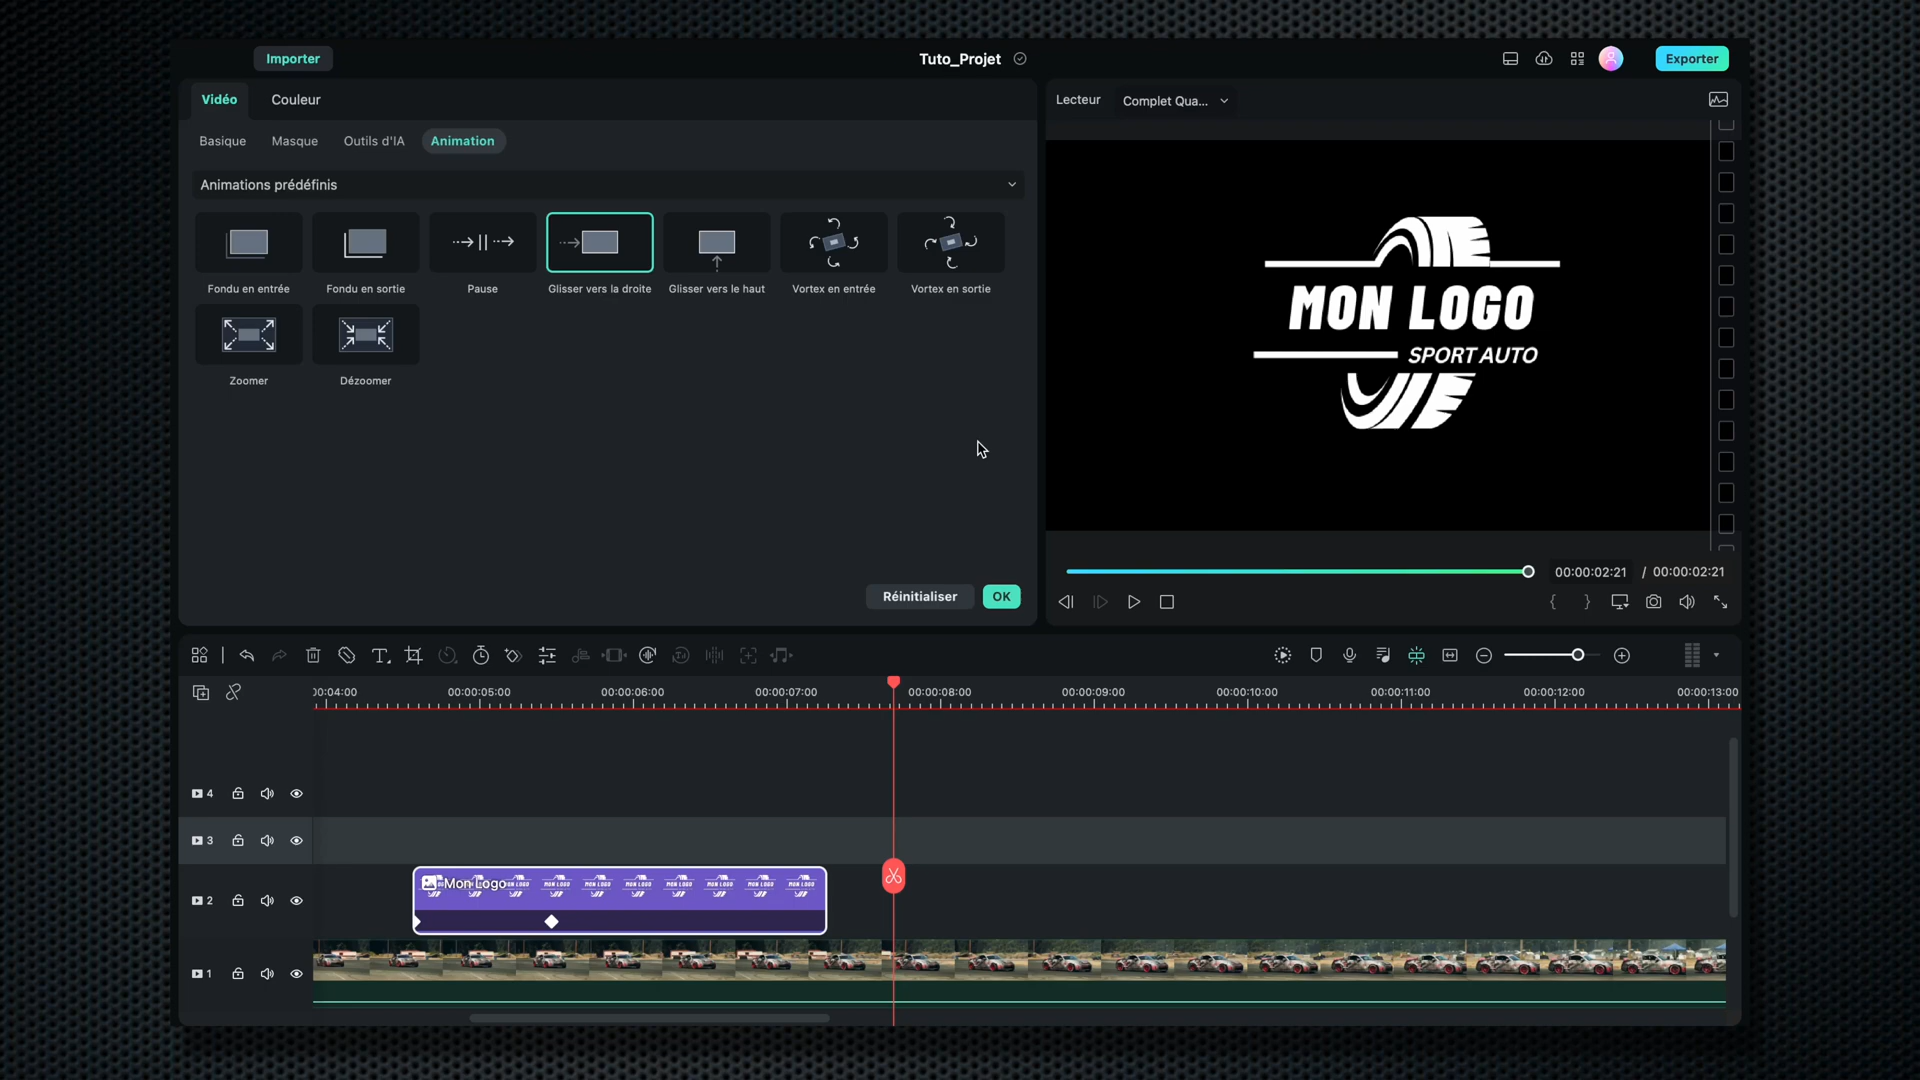 Importer
Tuto_Projet
Exporter
Vidéo
Couleur
Lecteur
Complet Qua...
Basique
Masque
Outils d'IA
Animation
Animations prédéfinis
Fondu en entrée
Fondu en sortie
Pause
Glisser vers la droite
Glisser vers le haut
Vortex en entrée
Vortex en sortie
Zoomer
Dézoomer
MON LOGO
SPORT AUTO
Réinitialiser
OK
00:00:02:21 / 00:00:02:21
00:04:00
00:00:05:00
00:00:06:00
00:00:07:00
00:00:08:00
00:00:09:00
00:00:10:00
00:00:11:00
00:00:12:00
00:00:13:00
4
3
2
Mon Logo
1